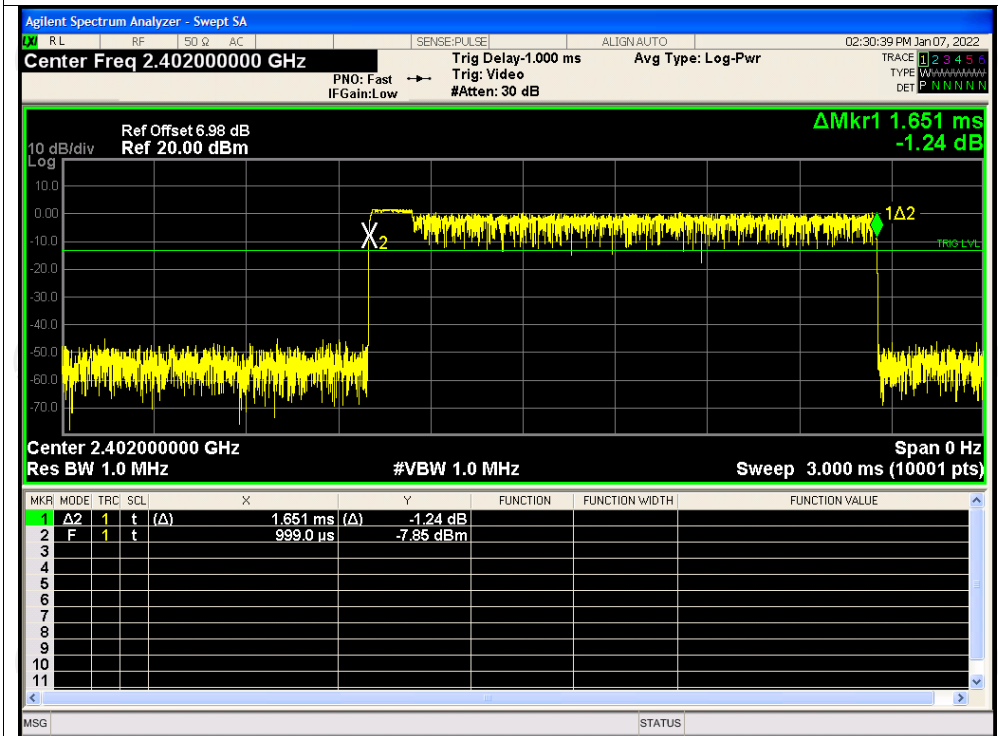 Agilent Spectrum Analyzer - Swept SA
LXI RL RF 50 Ω AC SENSE:PULSE ALIGN AUTO 02:30:39 PM Jan 07, 2022
Center Freq 2.402000000 GHz
PNO: Fast IFGain:Low
Trig Delay-1.000 ms
Trig: Video
#Atten: 30 dB
Avg Type: Log-Pwr
TRACE 1 2 3 4 5 6
TYPE WWWWWWW
DET P N N N N N
ΔMkr1 1.651 ms
-1.24 dB
Ref Offset 6.98 dB
10 dB/div Ref 20.00 dBm
Log
10.0
0.00
-10.0
-20.0
-30.0
-40.0
-50.0
-60.0
-70.0
2
1Δ2
TRIG LVL
Center 2.402000000 GHz Span 0 Hz
Res BW 1.0 MHz #VBW 1.0 MHz Sweep 3.000 ms (10001 pts)
MKR MODE TRC SCL X Y FUNCTION FUNCTION WIDTH FUNCTION VALUE
1 Δ2 1 t (Δ) 1.651 ms (Δ) -1.24 dB
2 F 1 t 999.0 µs -7.85 dBm
3
4
5
6
7
8
9
10
11
MSG STATUS